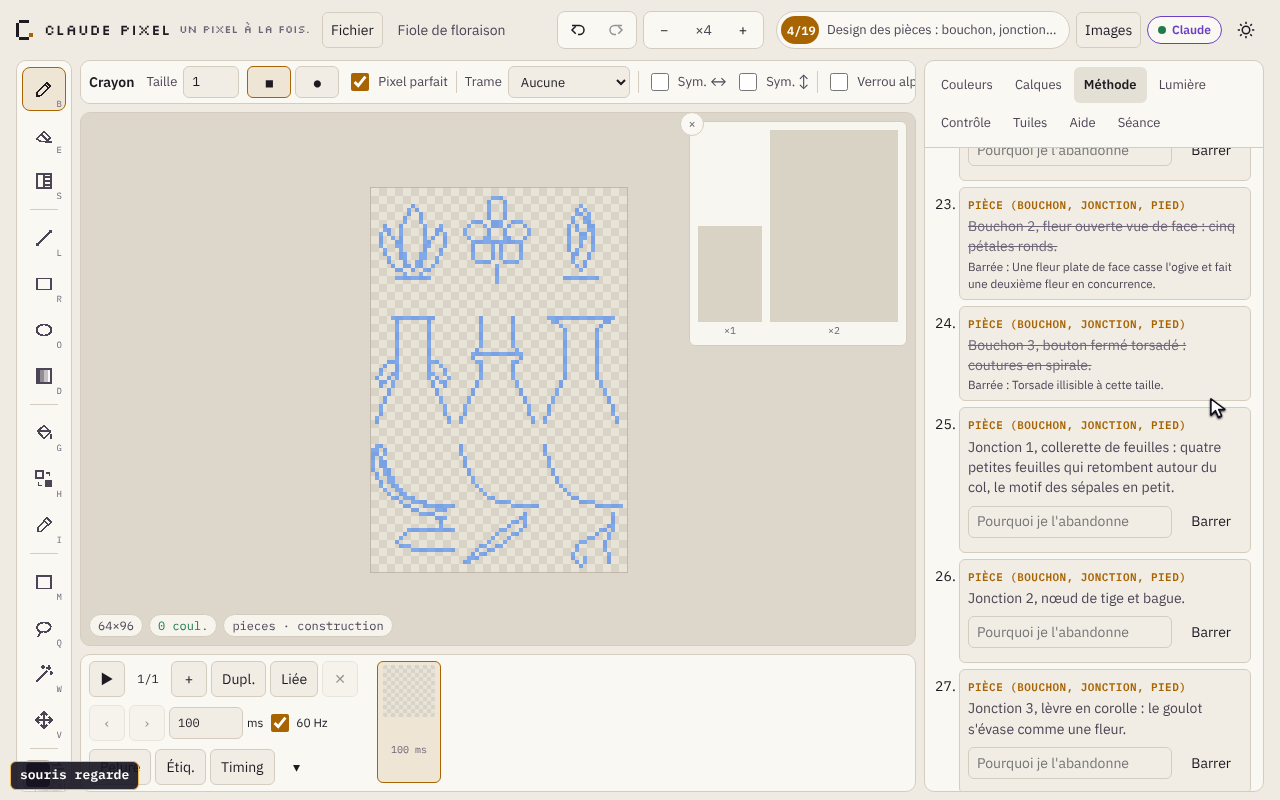 CLAUDE PIXEL UN PIXEL À LA FOIS. Fichier Fiole de floraison − ×4 + 4/19 Design des pièces : bouchon, jonction… Images Claude
Crayon Taille 1 Pixel parfait Trame Aucune Sym. ↔ Sym. ↕ Verrou alp
B
E
S
L
R
O
D
G
H
I
M
Q
W
V
×
×1 ×2
64×96 0 coul. pieces · construction
1/1 + Dupl. Liée ×
‹ › 100 ms 60 Hz
Pelure Étiq. Timing ▼
100 ms
souris regarde
Couleurs Calques Méthode Lumière
Contrôle Tuiles Aide Séance
Pourquoi je l'abandonne Barrer
23. PIÈCE (BOUCHON, JONCTION, PIED)
Bouchon 2, fleur ouverte vue de face : cinq
pétales ronds.
Barrée : Une fleur plate de face casse l'ogive et fait
une deuxième fleur en concurrence.
24. PIÈCE (BOUCHON, JONCTION, PIED)
Bouchon 3, bouton fermé torsadé :
coutures en spirale.
Barrée : Torsade illisible à cette taille.
25. PIÈCE (BOUCHON, JONCTION, PIED)
Jonction 1, collerette de feuilles : quatre
petites feuilles qui retombent autour du
col, le motif des sépales en petit.
Pourquoi je l'abandonne Barrer
26. PIÈCE (BOUCHON, JONCTION, PIED)
Jonction 2, nœud de tige et bague.
Pourquoi je l'abandonne Barrer
27. PIÈCE (BOUCHON, JONCTION, PIED)
Jonction 3, lèvre en corolle : le goulot
s'évase comme une fleur.
Pourquoi je l'abandonne Barrer